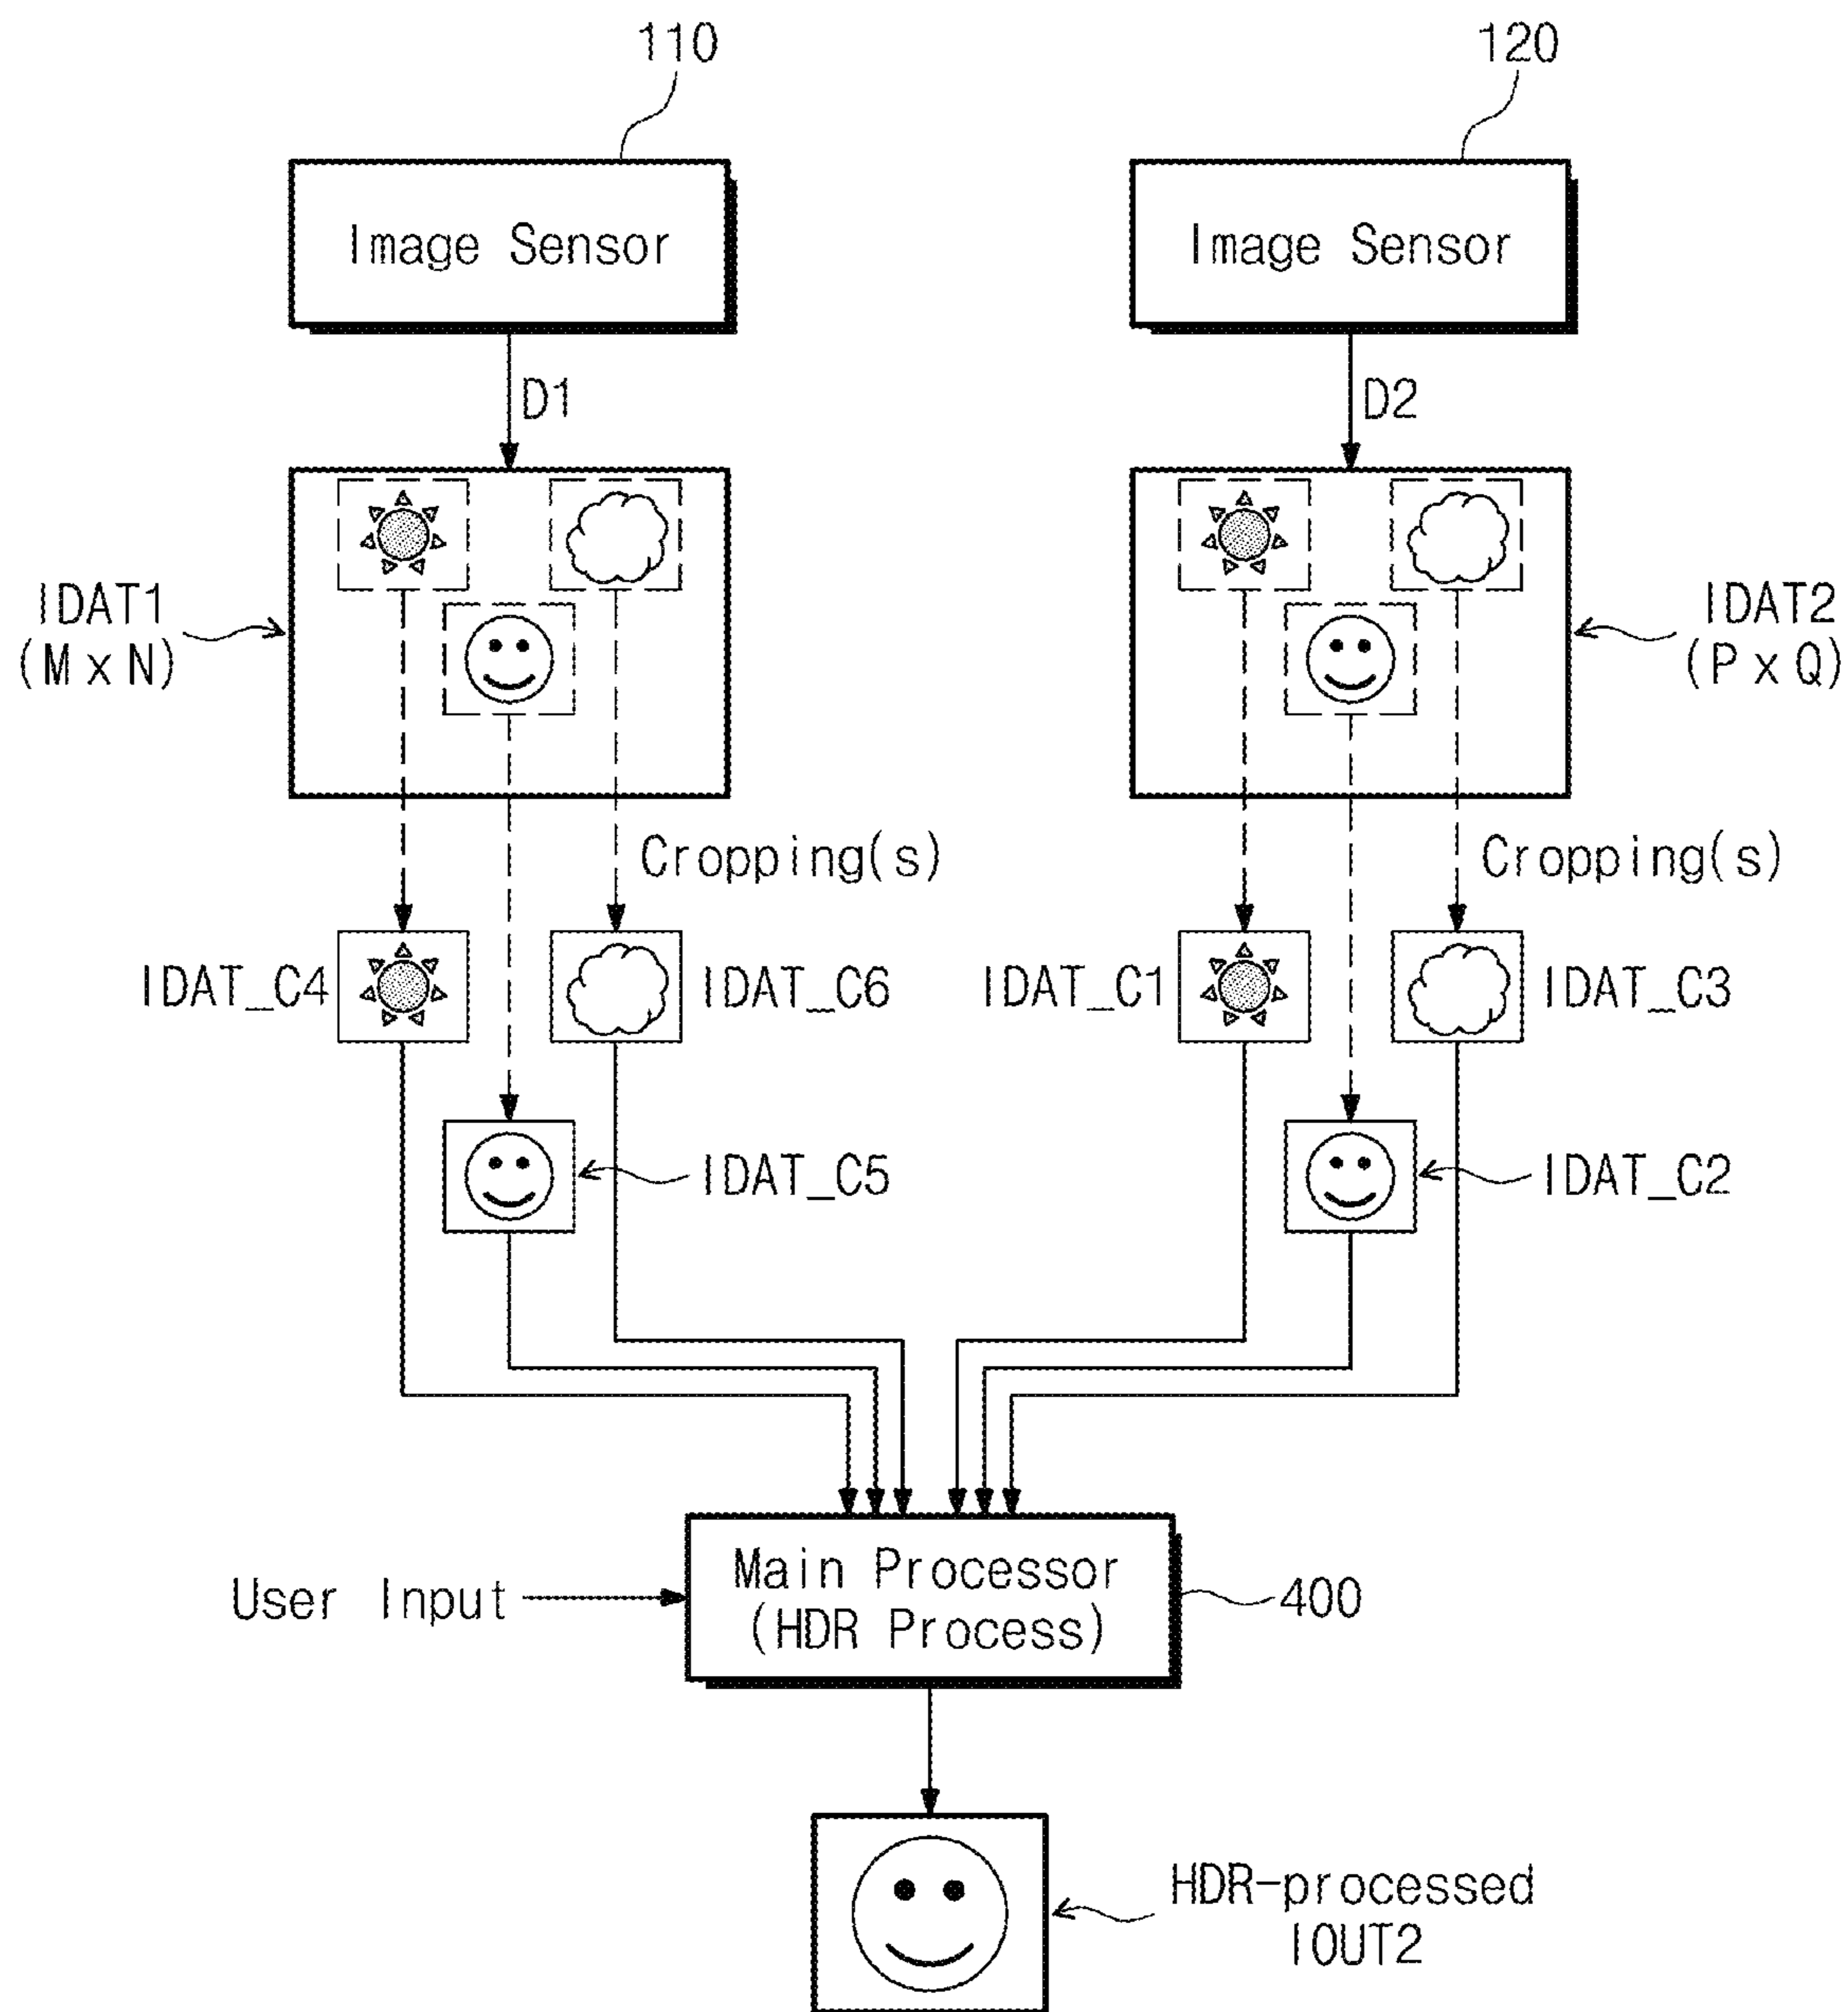 110
120
Image Sensor
Image Sensor
D1
D2
IDAT1
(M x N)
IDAT2
(P x Q)
Cropping(s)
Cropping(s)
IDAT_C4
IDAT_C6
IDAT_C1
IDAT_C3
IDAT_C5
IDAT_C2
User Input
Main Processor
(HDR Process)
400
HDR-processed
IOUT2